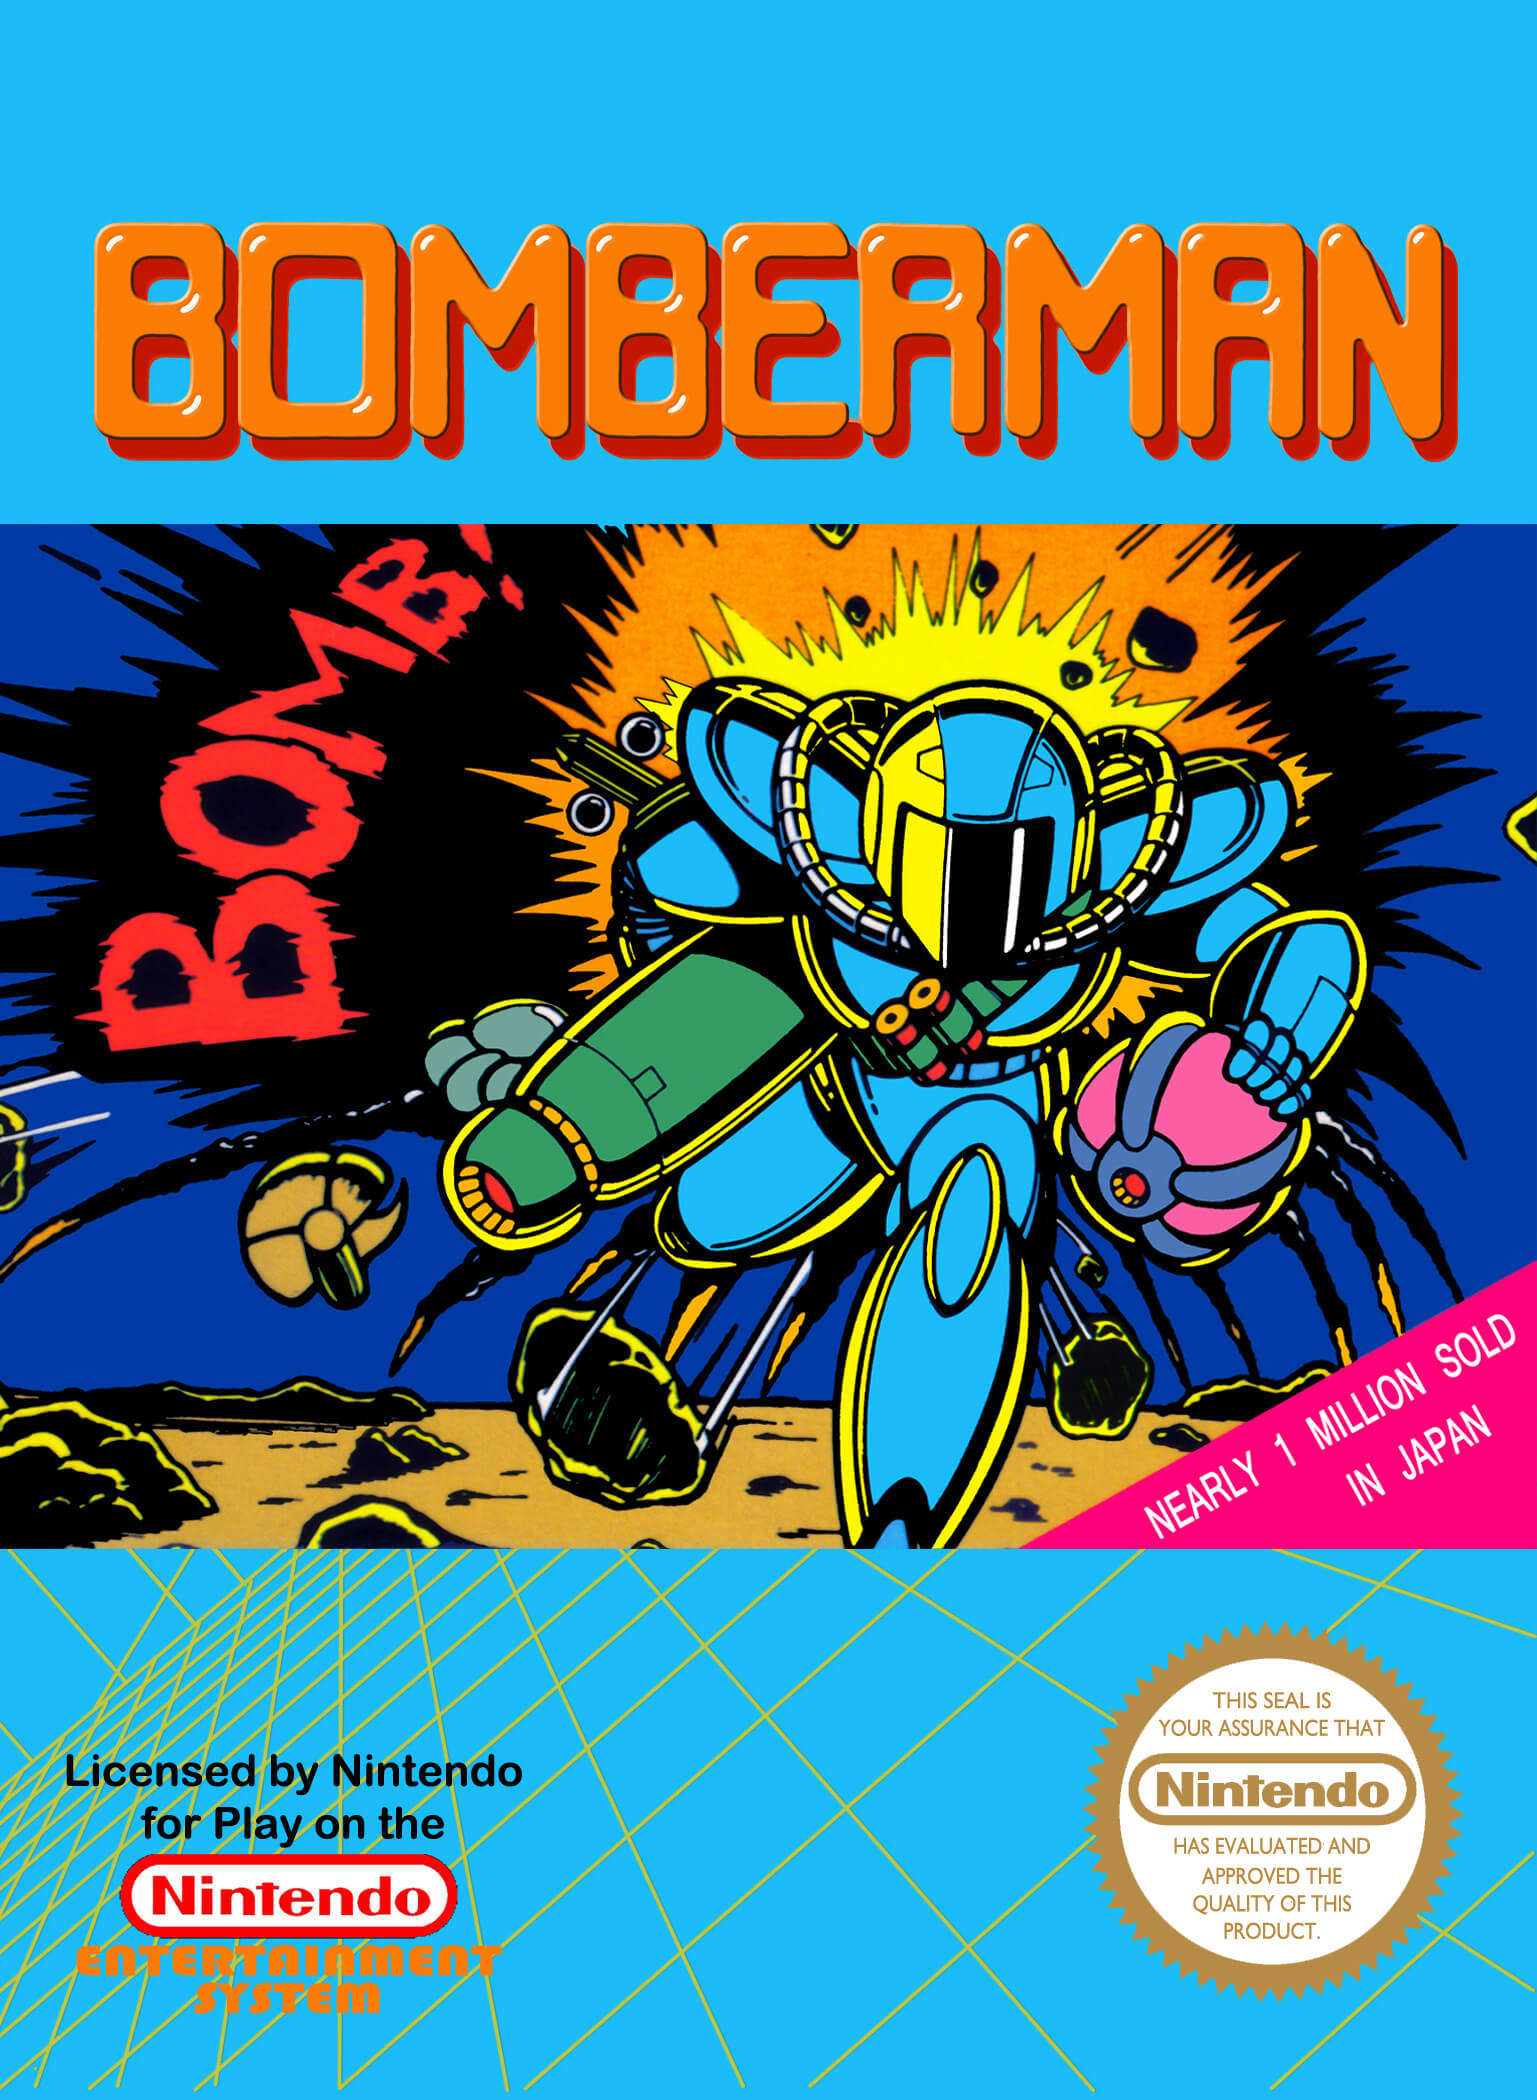 BOMBERMAN
BOMB!
NEARLY 1 MILLION SOLD
IN JAPAN
Licensed by Nintendo
for Play on the
Nintendo
ENTERTAINMENT
SYSTEM
THIS SEAL IS
YOUR ASSURANCE THAT
Nintendo
HAS EVALUATED AND
APPROVED THE
QUALITY OF THIS
PRODUCT.